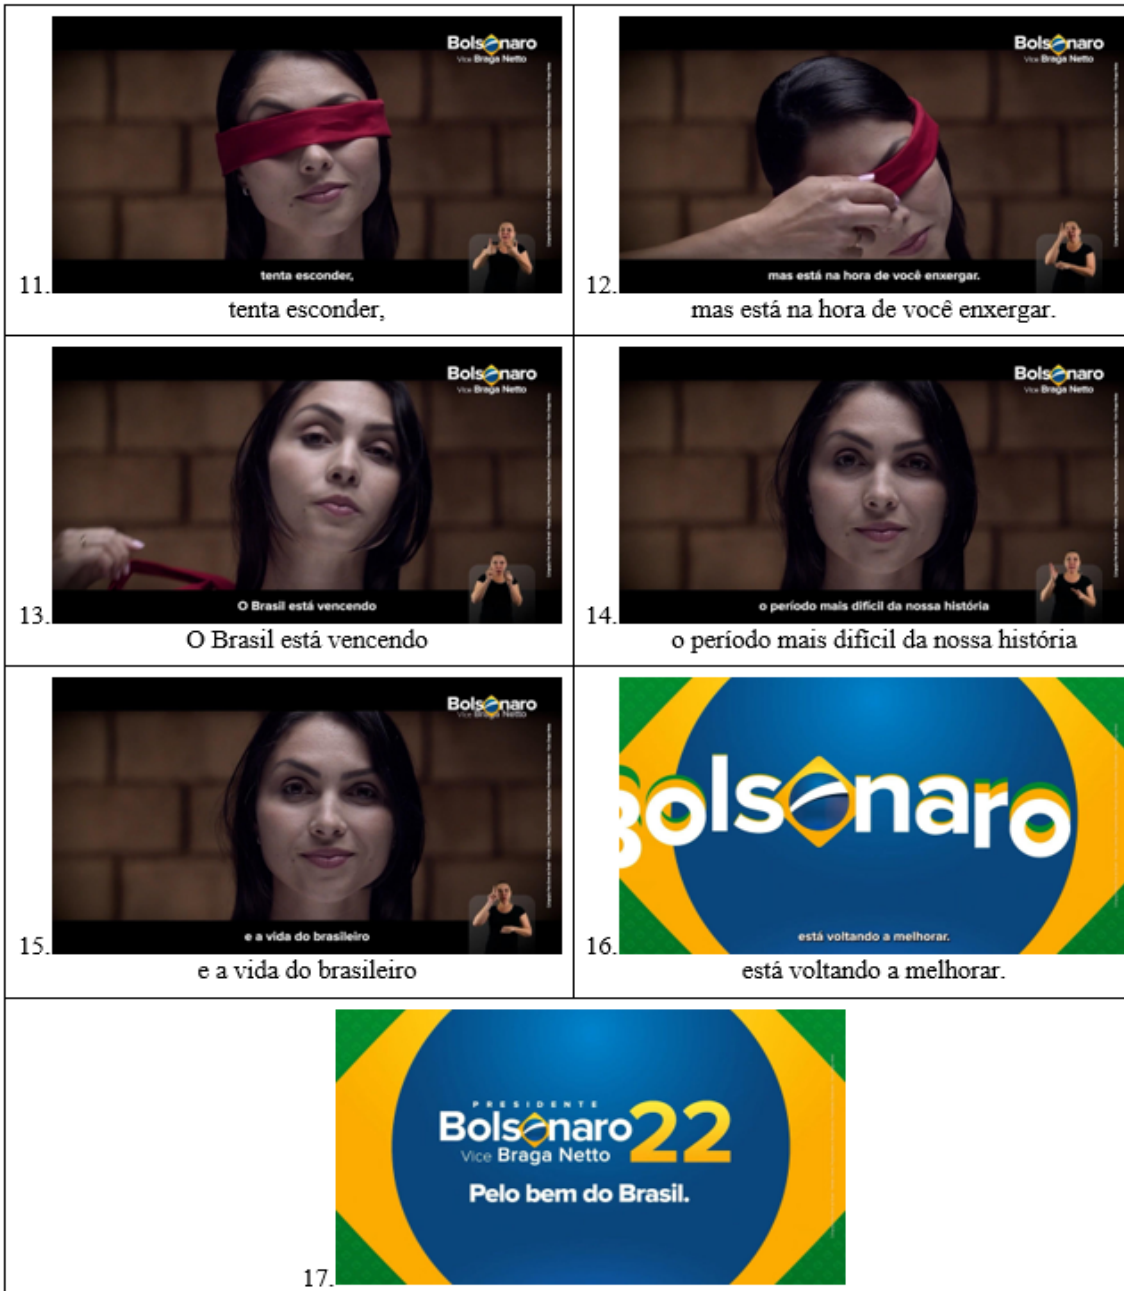 Bolsonaro
Vice Braga Netto
tenta esconder,
11.
tenta esconder,
Bolsonaro
Vice Braga Netto
mas está na hora de você enxergar.
12.
mas está na hora de você enxergar.
Bolsonaro
Vice Braga Netto
O Brasil está vencendo
13.
O Brasil está vencendo
Bolsonaro
Vice Braga Netto
o período mais difícil da nossa história
14.
o período mais difícil da nossa história
Bolsonaro
Vice Braga Netto
e a vida do brasileiro
15.
e a vida do brasileiro
Bolsonaro
está voltando a melhorar.
16.
está voltando a melhorar.
PRESIDENTE
Bolsonaro 22
Vice Braga Netto
Pelo bem do Brasil.
17.